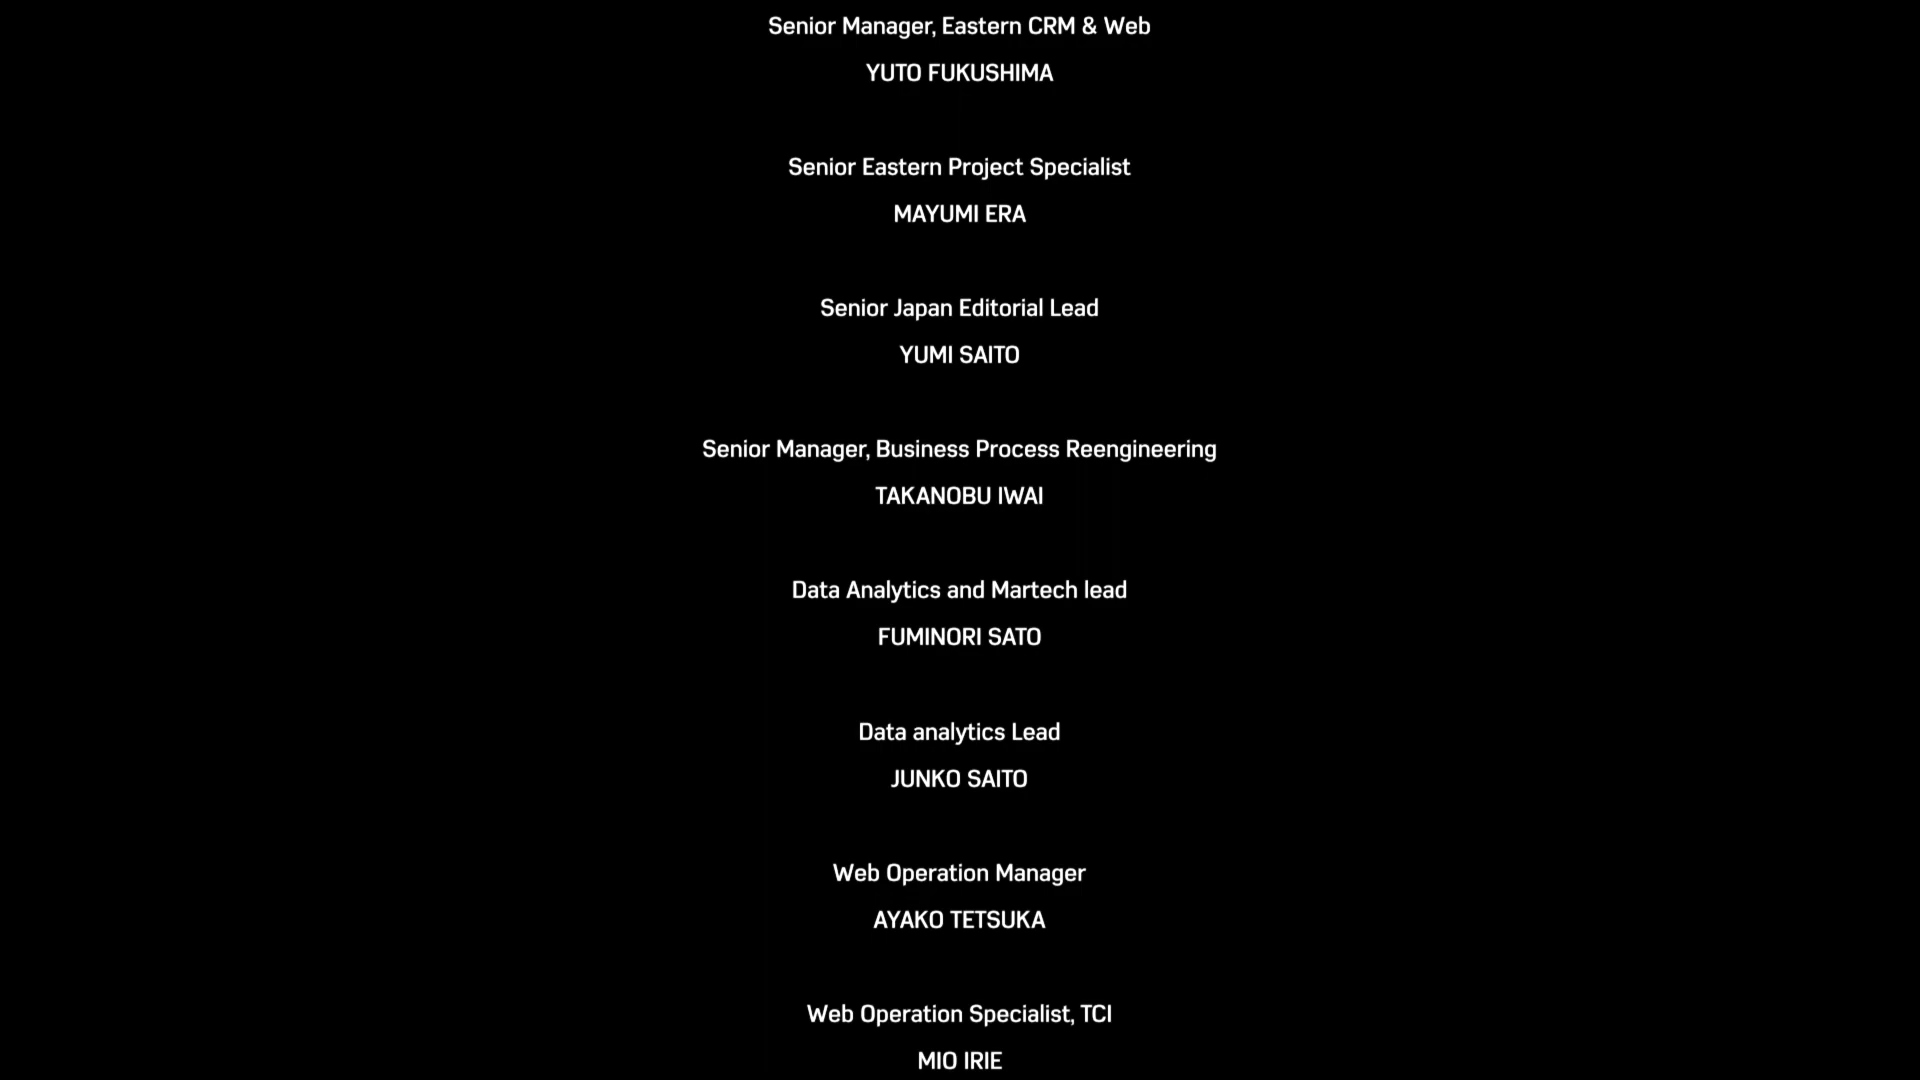 Senior Manager, Eastern CRM & Web
YUTO FUKUSHIMA
Senior Eastern Project Specialist
MAYUMI ERA
Senior Japan Editorial Lead
YUMI SAITO
Senior Manager, Business Process Reengineering
TAKANOBU IWAI
Data Analytics and Martech lead
FUMINORI SATO
Data analytics Lead
JUNKO SAITO
Web Operation Manager
AYAKO TETSUKA
Web Operation Specialist, TCI
MIO IRIE